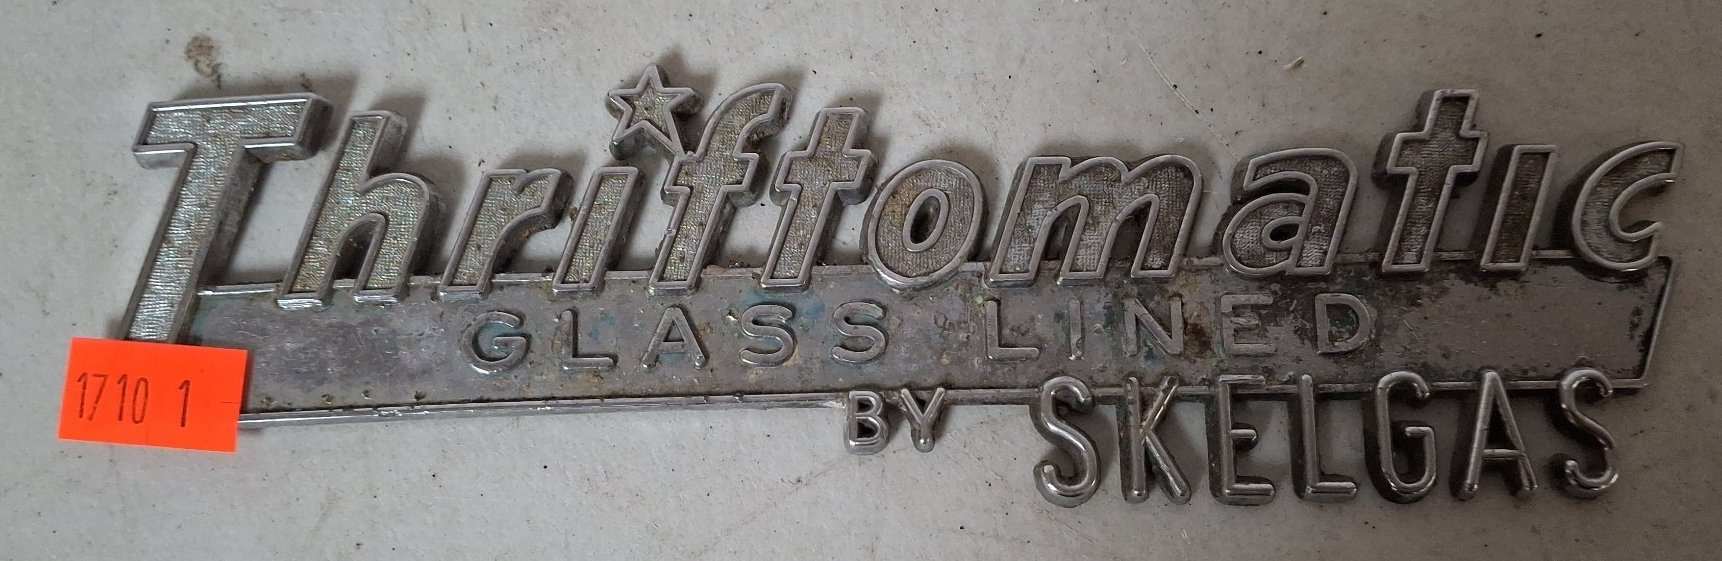 Thriftomatic
GLASS LINED
BY SKELGAS
1710 1